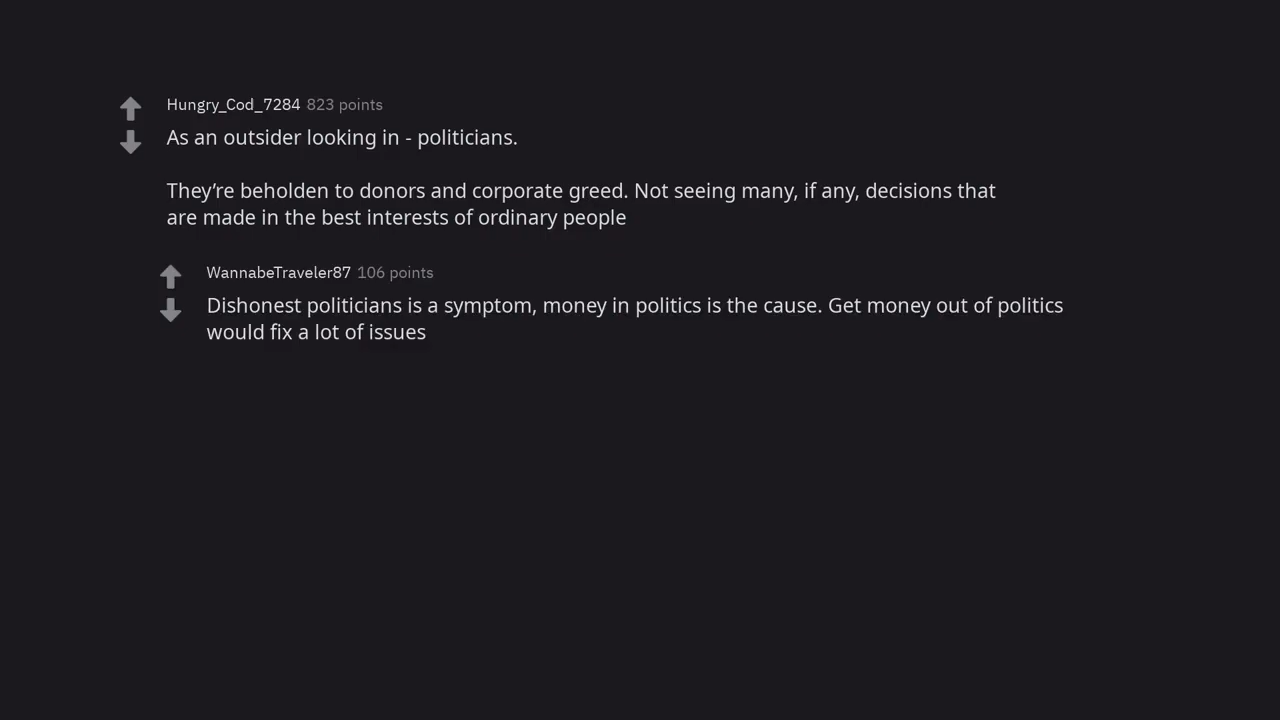 Hungry_Cod_7284 823 points
As an outsider looking in - politicians.
They’re beholden to donors and corporate greed. Not seeing many, if any, decisions that
are made in the best interests of ordinary people
WannabeTraveler87 106 points
Dishonest politicians is a symptom, money in politics is the cause. Get money out of politics
would fix a lot of issues